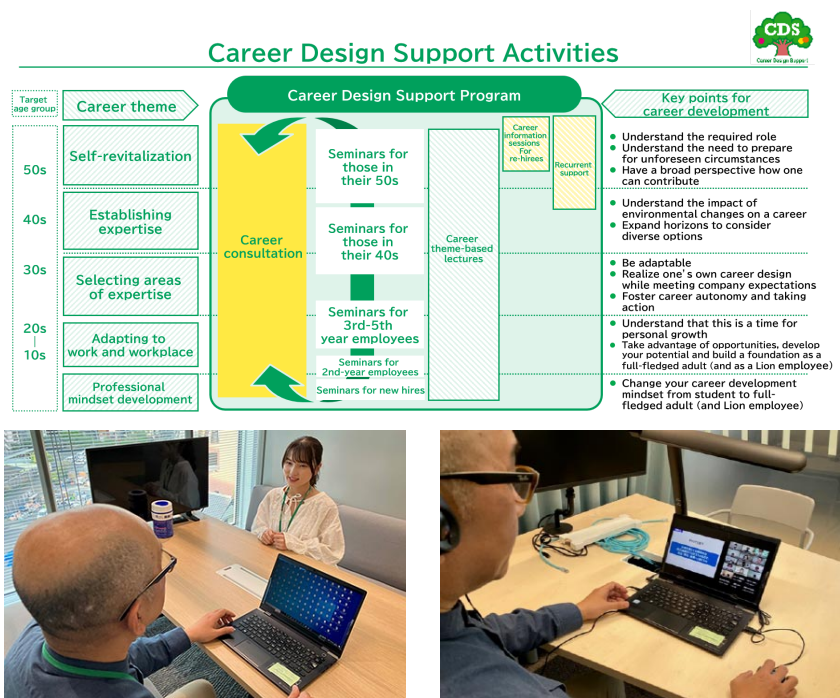 CDS
Career Design Support
Career Design Support Activities
Target
age group
Career theme
Career Design Support Program
Key points for
career development
50s
40s
30s
20s
10s
Self-revitalization
Establishing
expertise
Selecting areas
of expertise
Adapting to
work and workplace
Professional
mindset development
Career
consultation
Seminars for
those in
their 50s
Seminars for
those in
their 40s
Seminars for
3rd-5th
year employees
Seminars for
2nd-year employees
Seminars for new hires
Career
theme-based
lectures
Career
information
sessions
For
re-hirees
Recurrent
support
● Understand the required role
● Understand the need to prepare
for unforeseen circumstances
● Have a broad perspective how one
can contribute
● Understand the impact of
environmental changes on a career
● Expand horizons to consider
diverse options
● Be adaptable
● Realize one's own career design
while meeting company expectations
● Foster career autonomy and taking
action
● Understand that this is a time for
personal growth
● Take advantage of opportunities, develop
your potential and build a foundation as a
full-fledged adult (and as a Lion employee)
● Change your career development
mindset from student to full-
fledged adult (and Lion employee)